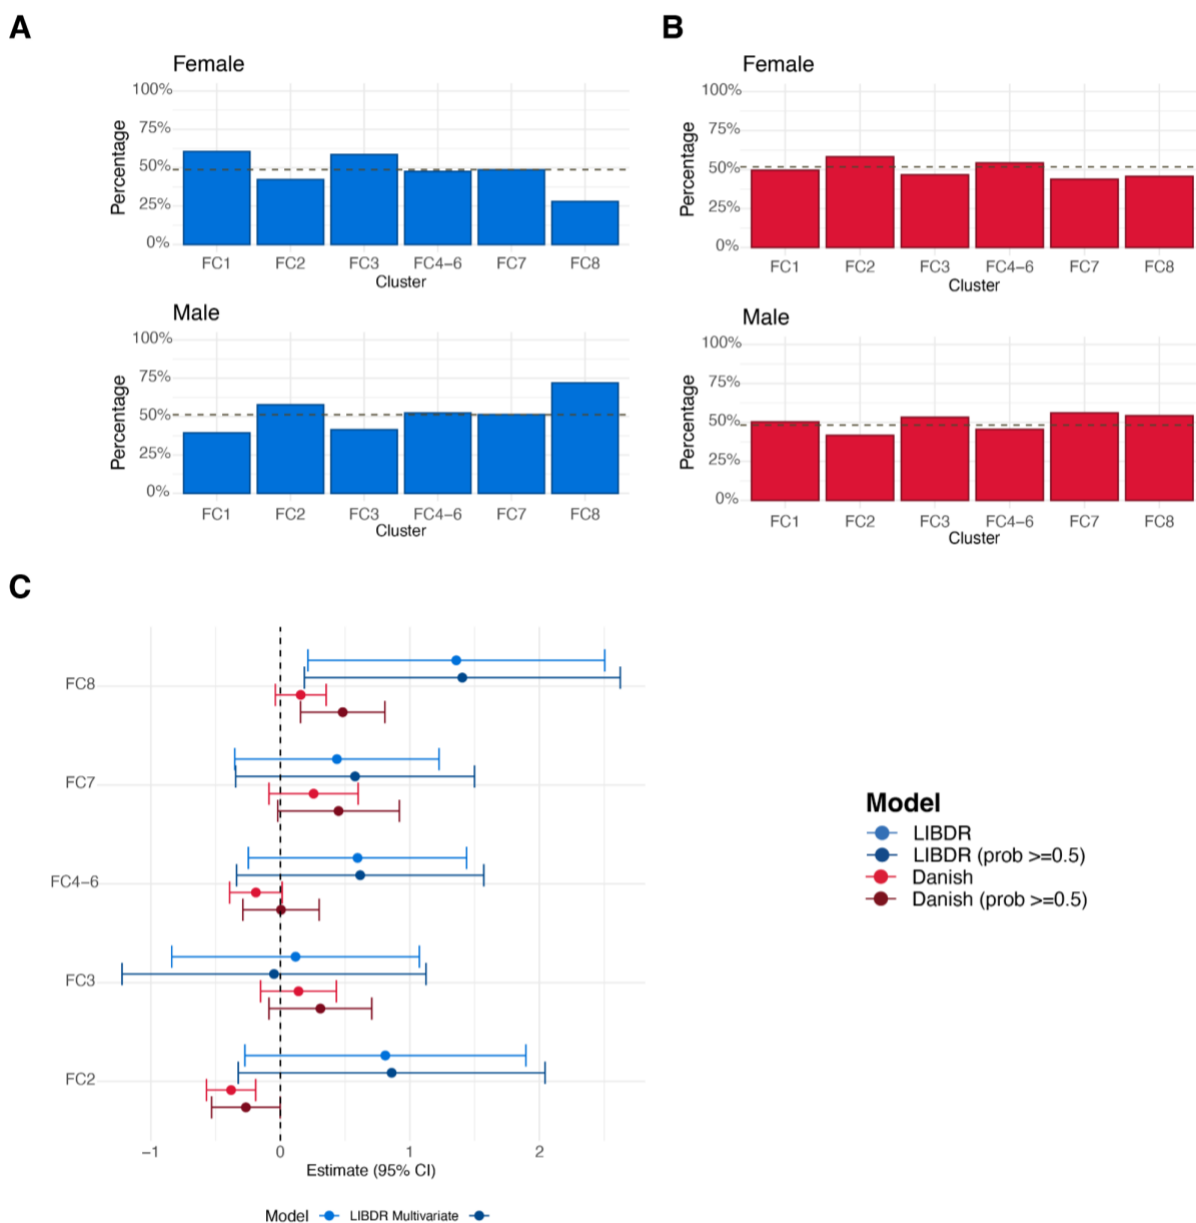 A
B
Female
100%
75%
50%
25%
0%
Percentage
FC1 FC2 FC3 FC4–6 FC7 FC8
Cluster
Male
100%
75%
50%
25%
0%
Percentage
FC1 FC2 FC3 FC4–6 FC7 FC8
Cluster
Female
100%
75%
50%
25%
0%
Percentage
FC1 FC2 FC3 FC4–6 FC7 FC8
Cluster
Male
100%
75%
50%
25%
0%
Percentage
FC1 FC2 FC3 FC4–6 FC7 FC8
Cluster
C
FC8
FC7
FC4–6
FC3
FC2
−1 0 1 2
Estimate (95% CI)
Model LIBDR Multivariate
Model
LIBDR
LIBDR (prob >=0.5)
Danish
Danish (prob >=0.5)